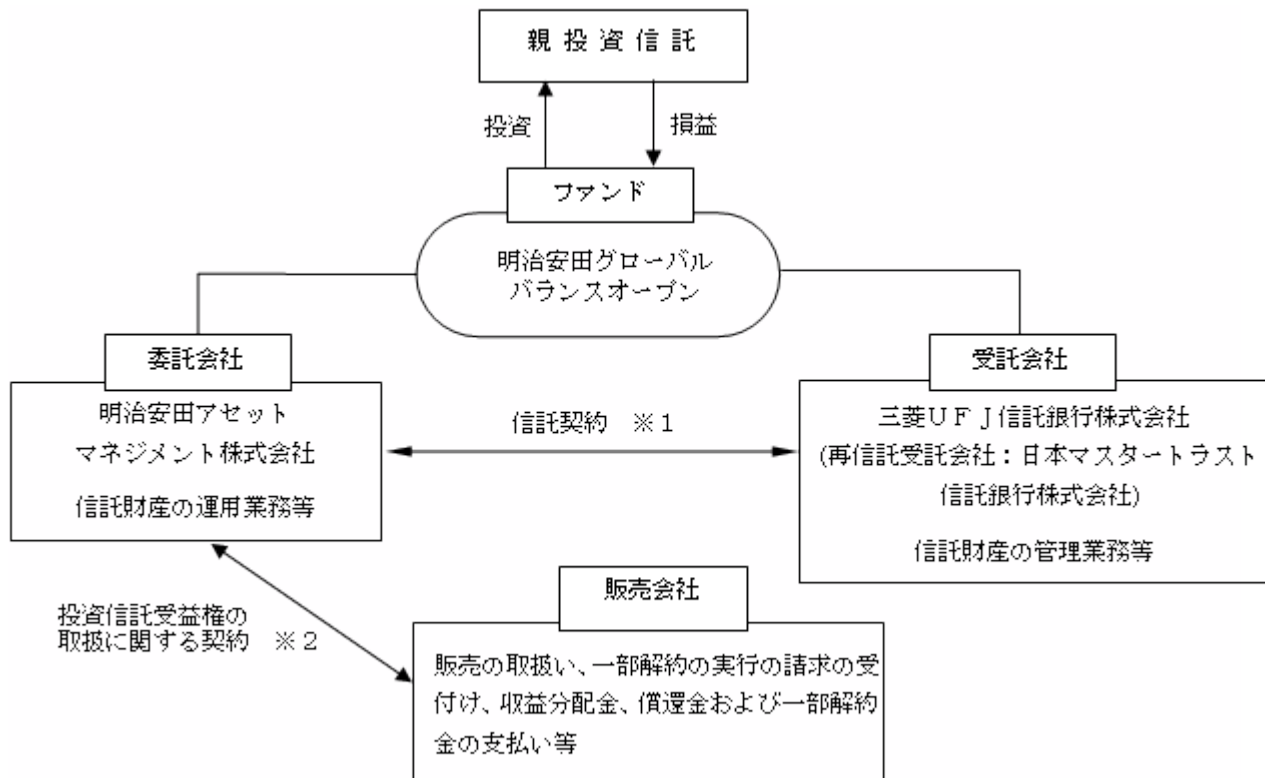 親投資信託
投資
損益
ファンド
明治安田グローバル
バランスオープン
委託会社
明治安田アセット
マネジメント株式会社
信託財産の運用業務等
信託契約 ※1
受託会社
三菱UFJ信託銀行株式会社
(再信託受託会社:日本マスタートラスト
信託銀行株式会社)
信託財産の管理業務等
投資信託受益権の
取扱に関する契約 ※2
販売会社
販売の取扱い、一部解約の実行の請求の受
付け、収益分配金、償還金および一部解約
金の支払い等